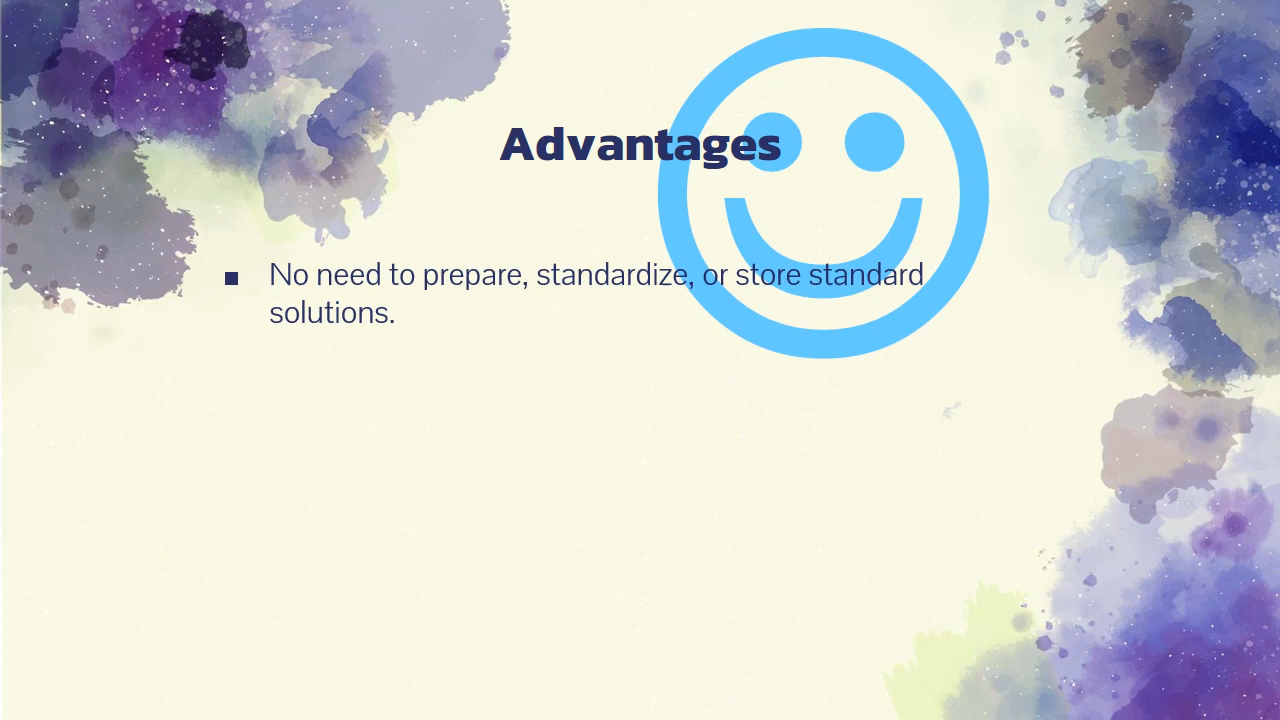 Advantages
▪ No need to prepare, standardize, or store standard
solutions.